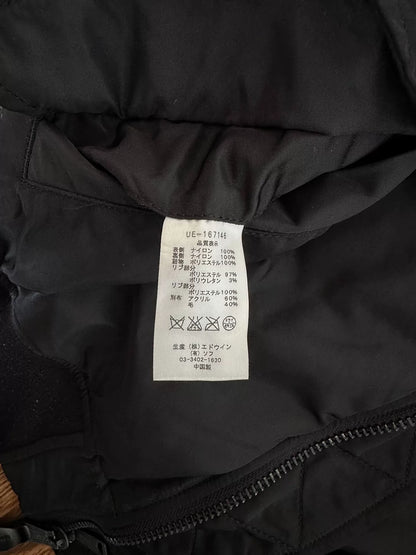 UE-167146
品質表示
表側 ナイロン 100%
裏側 ナイロン 100%
詰物 ポリエステル100%
リブ部分
ポリエステル 97%
ポリウレタン 3%
リブ部分
ポリエステル100%
別布 アクリル 60%
毛 40%
生産 (株)エドウイン
(有)ソフ
03-3402-1630
中国製